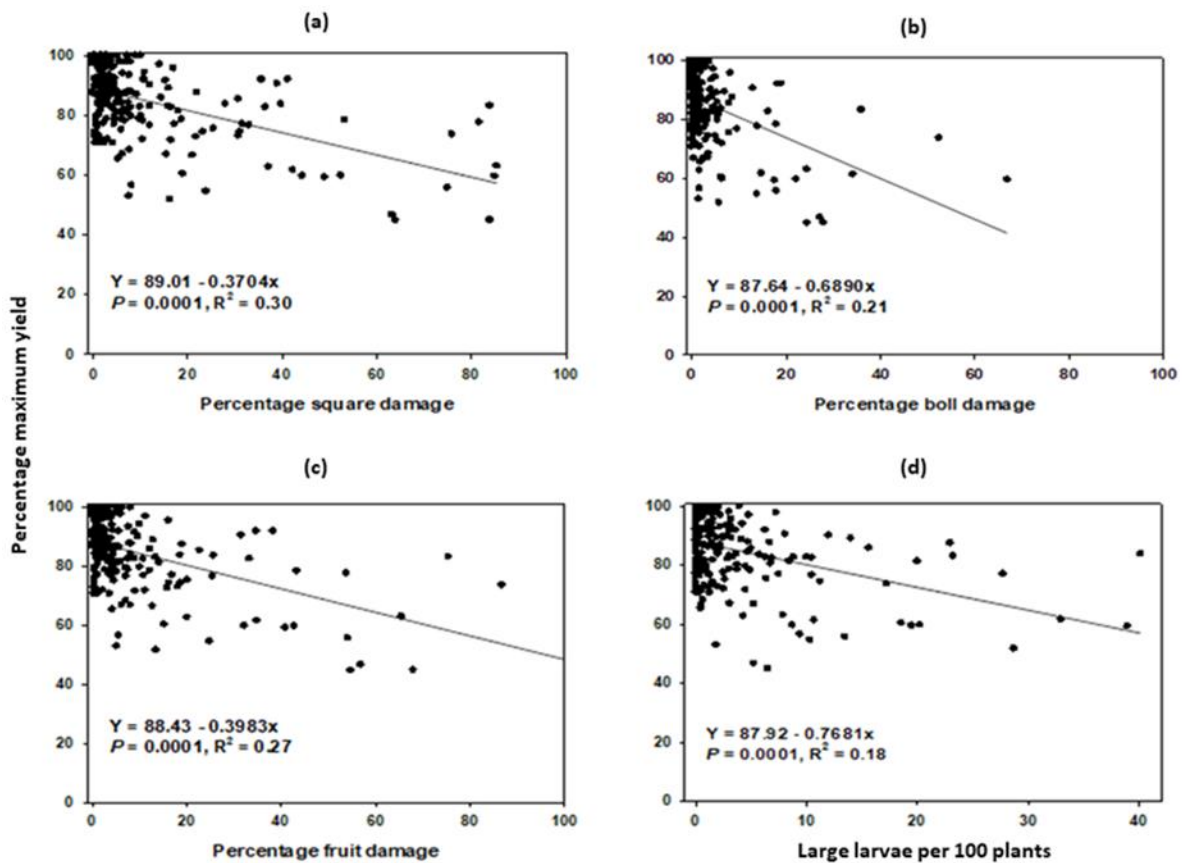 (a)
100
80
60
40
20
0
Y = 89.01 - 0.3704x
P = 0.0001, R² = 0.30
0 20 40 60 80 100
Percentage square damage
(b)
100
80
60
40
20
0
Y = 87.64 - 0.6890x
P = 0.0001, R² = 0.21
0 20 40 60 80 100
Percentage boll damage
Percentage maximum yield
(c)
100
80
60
40
20
0
Y = 88.43 - 0.3983x
P = 0.0001, R² = 0.27
0 20 40 60 80 100
Percentage fruit damage
(d)
100
80
60
40
20
0
Y = 87.92 - 0.7681x
P = 0.0001, R² = 0.18
0 10 20 30 40
Large larvae per 100 plants